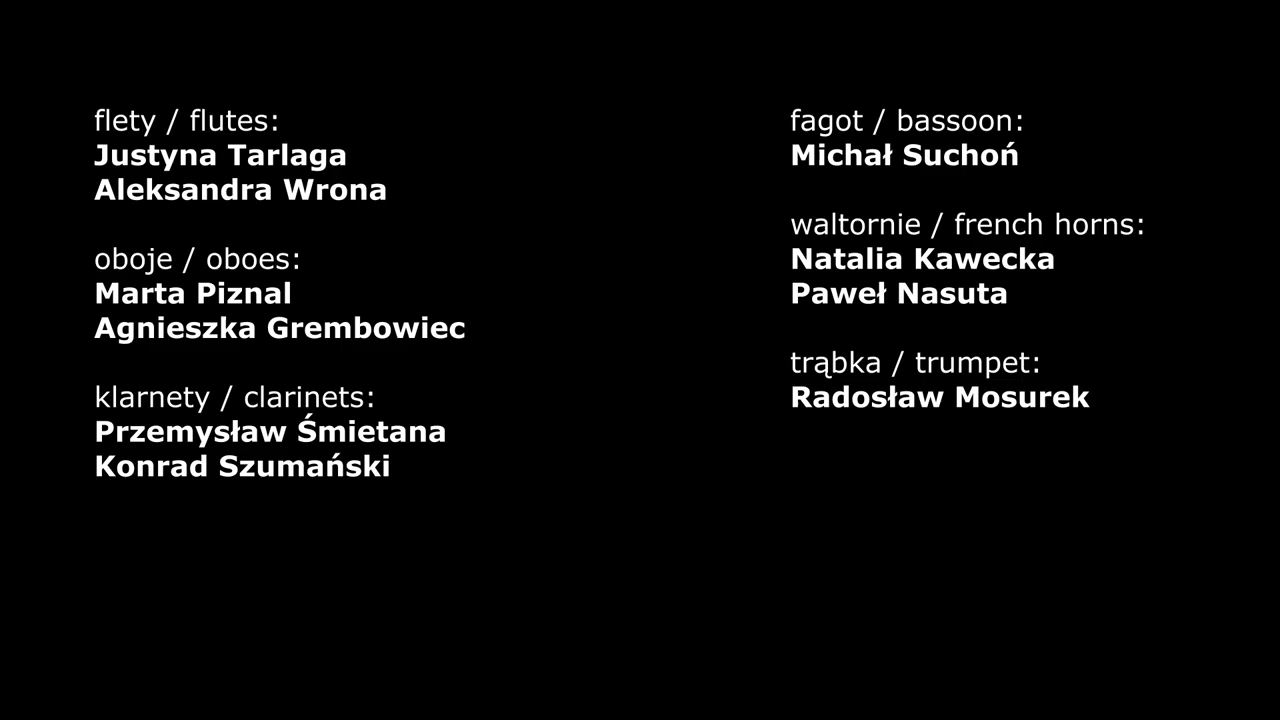 flety / flutes:
Justyna Tarlaga
Aleksandra Wrona
oboje / oboes:
Marta Piznal
Agnieszka Grembowiec
klarnety / clarinets:
Przemysław Śmietana
Konrad Szumański
fagot / bassoon:
Michał Suchoń
waltornie / french horns:
Natalia Kawecka
Paweł Nasuta
trąbka / trumpet:
Radosław Mosurek